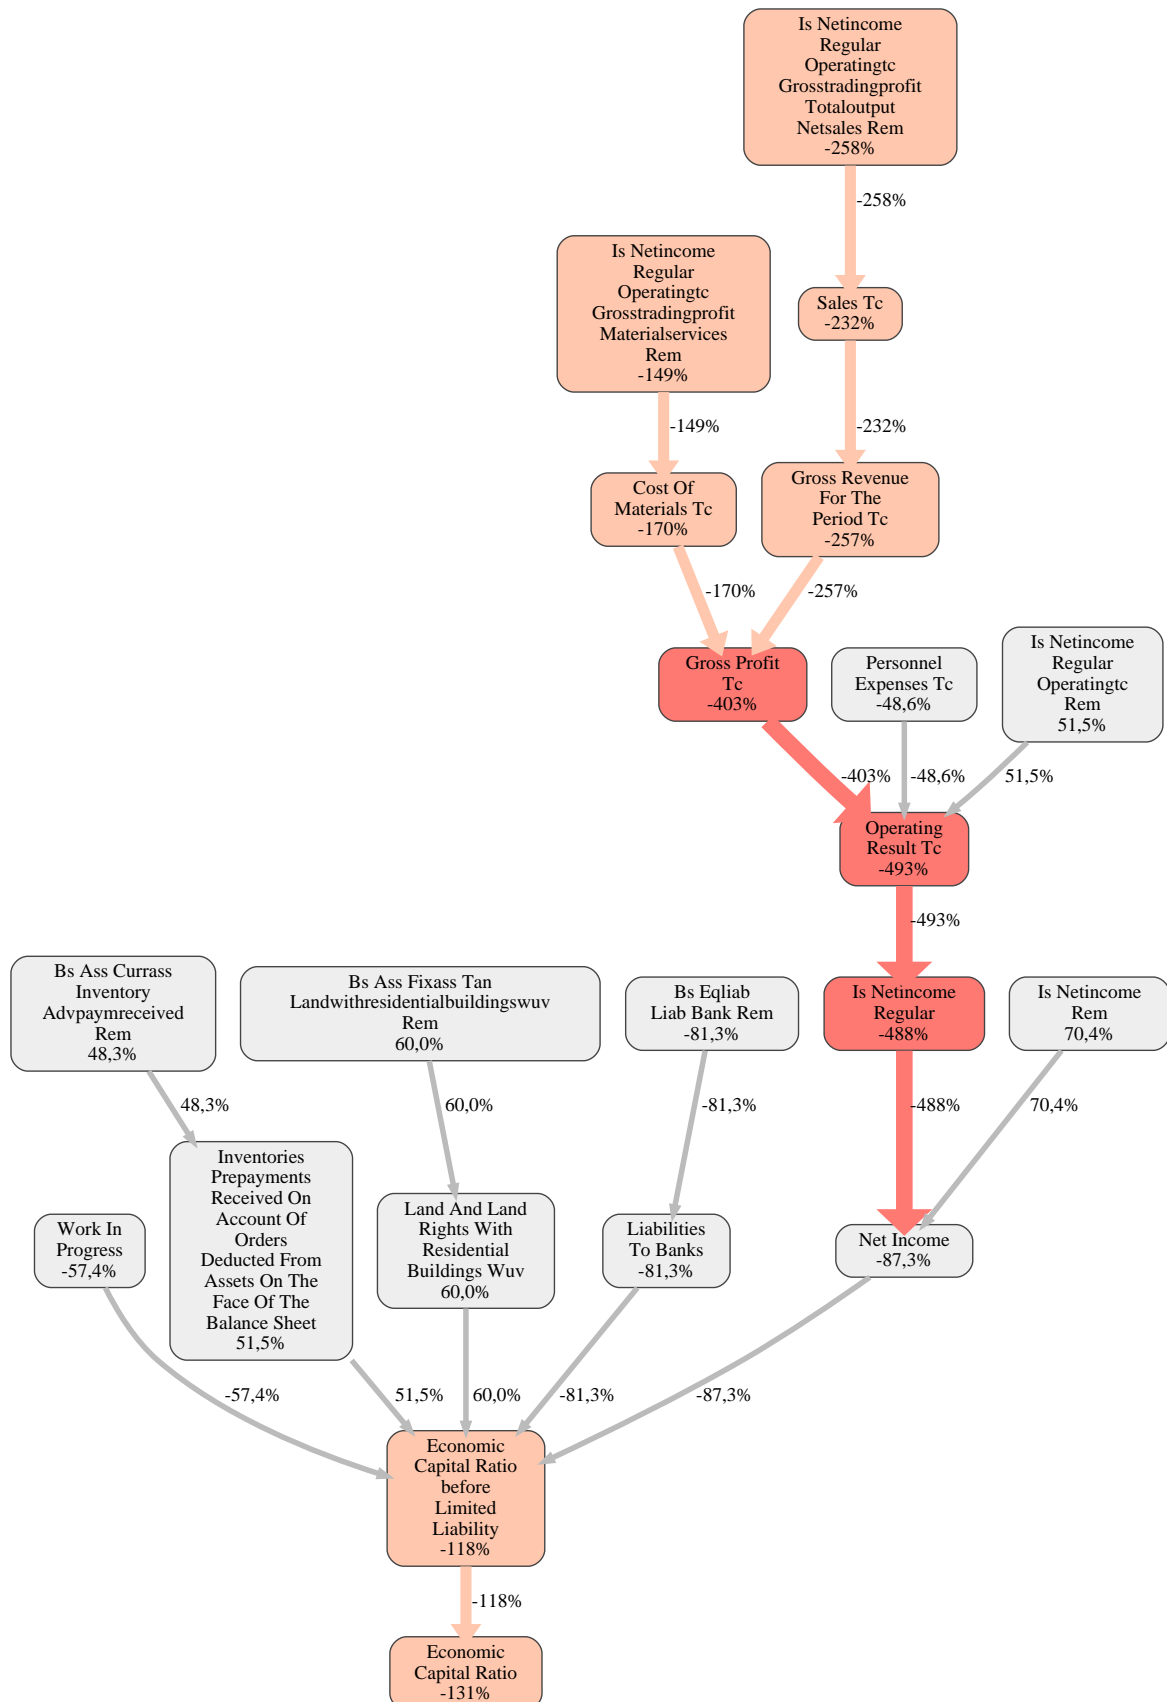 Is Netincome
Regular
Operatingtc
Grosstradingprofit
Totaloutput
Netsales Rem
-258%
-258%
Is Netincome
Regular
Operatingtc
Grosstradingprofit
Materialservices
Rem
-149%
Sales Tc
-232%
-149%
-232%
Cost Of
Materials Tc
-170%
Gross Revenue
For The
Period Tc
-257%
-170%
-257%
Gross Profit
Tc
-403%
Personnel
Expenses Tc
-48,6%
Is Netincome
Regular
Operatingtc
Rem
51,5%
-403%
-48,6%
51,5%
Operating
Result Tc
-493%
-493%
Bs Ass Currass
Inventory
Advpaymreceived
Rem
48,3%
Bs Ass Fixass Tan
Landwithresidentialbuildingswuv
Rem
60,0%
Bs Eqliab
Liab Bank Rem
-81,3%
Is Netincome
Regular
-488%
Is Netincome
Rem
70,4%
48,3%
60,0%
-81,3%
-488%
70,4%
Work In
Progress
-57,4%
Inventories
Prepayments
Received On
Account Of
Orders
Deducted From
Assets On The
Face Of The
Balance Sheet
51,5%
Land And Land
Rights With
Residential
Buildings Wuv
60,0%
Liabilities
To Banks
-81,3%
Net Income
-87,3%
-57,4%
51,5%
60,0%
-81,3%
-87,3%
Economic
Capital Ratio
before
Limited
Liability
-118%
-118%
Economic
Capital Ratio
-131%